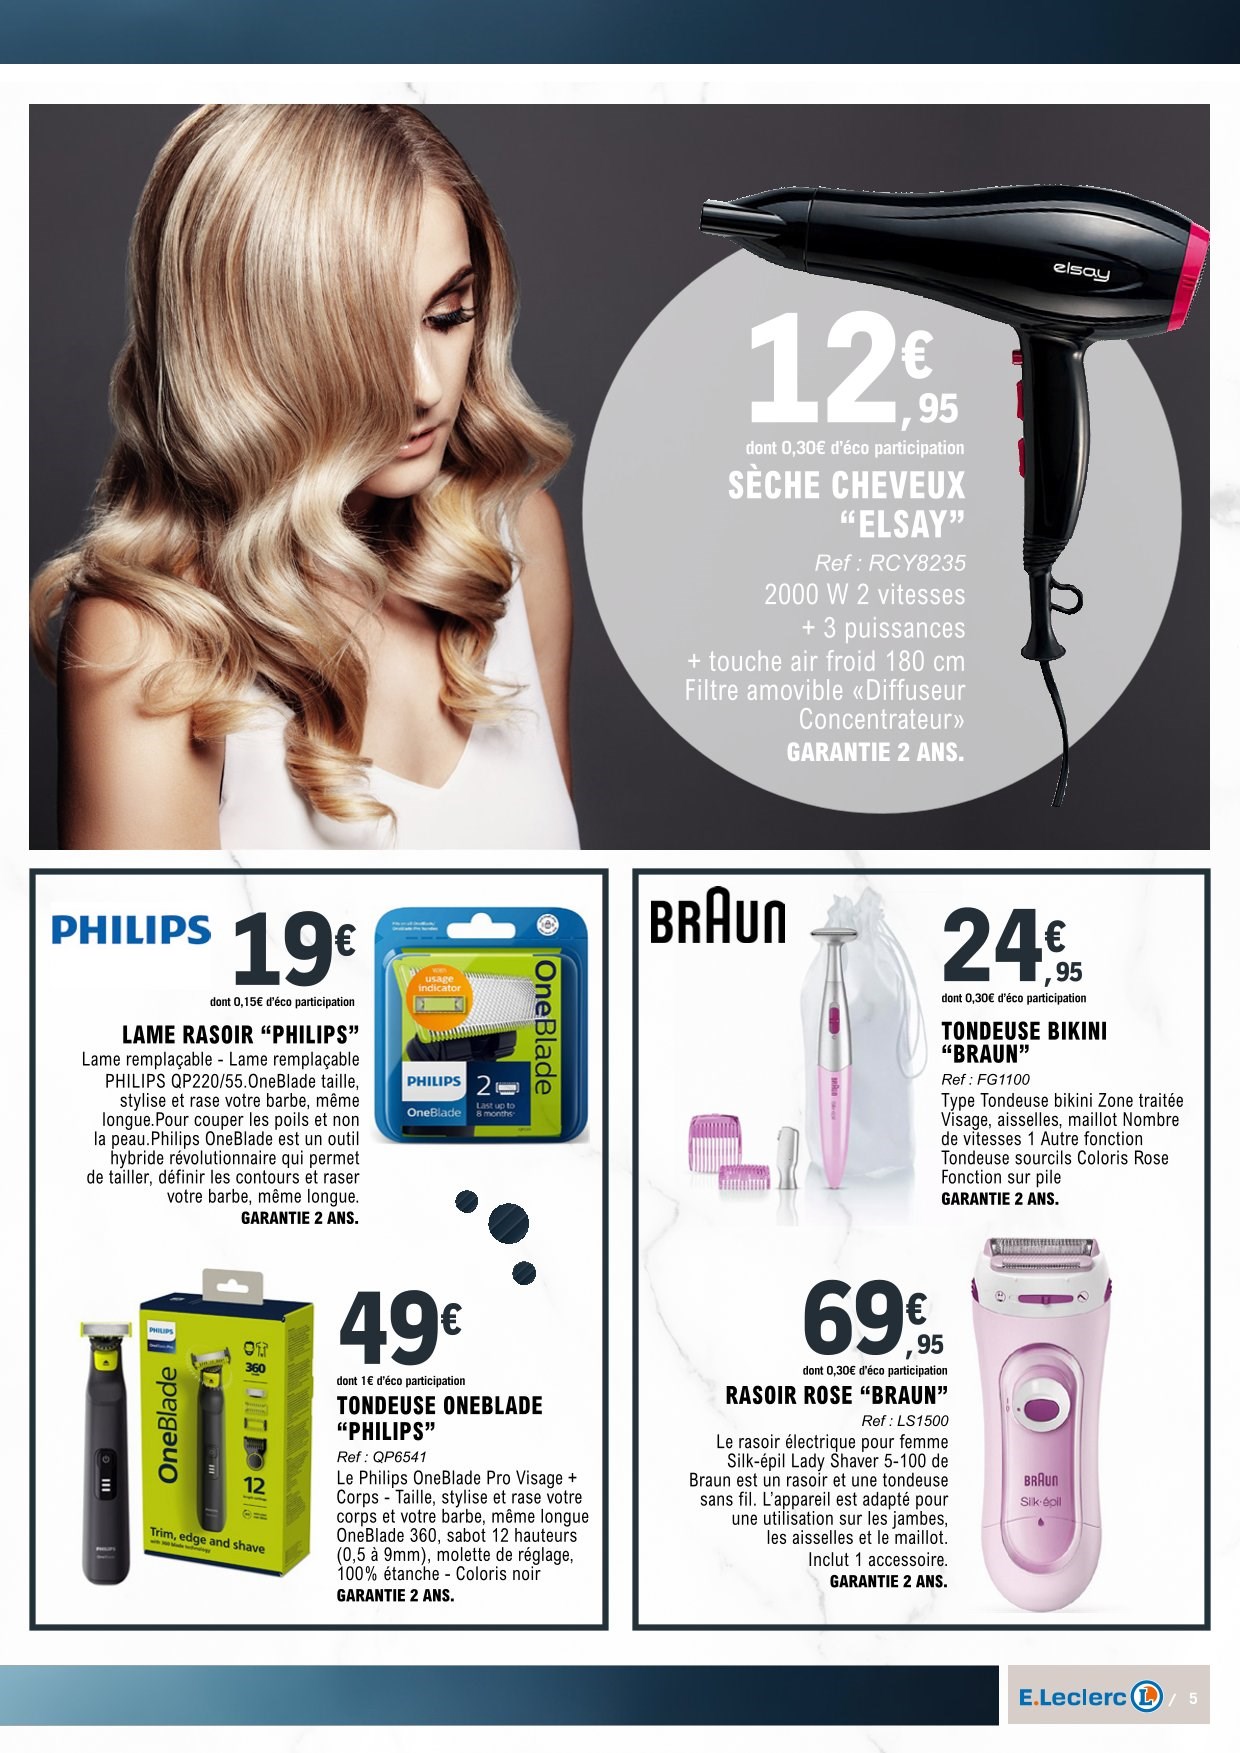 elsay
12€,95
dont 0,30€ d'éco participation
SÈCHE CHEVEUX
“ELSAY”
Ref : RCY8235
2000 W 2 vitesses
+ 3 puissances
+ touche air froid 180 cm
Filtre amovible «Diffuseur
Concentrateur»
GARANTIE 2 ANS.
PHILIPS
19€
dont 0,15€ d'éco participation
LAME RASOIR “PHILIPS”
Lame remplaçable - Lame remplaçable
PHILIPS QP220/55.OneBlade taille,
stylise et rase votre barbe, même
longue.Pour couper les poils et non
la peau.Philips OneBlade est un outil
hybride révolutionnaire qui permet
de tailler, définir les contours et raser
votre barbe, même longue.
GARANTIE 2 ANS.
usage
indicator
OneBlade
PHILIPS
OneBlade
2
Last up to
8 months
49€
dont 1€ d'éco participation
TONDEUSE ONEBLADE
“PHILIPS”
Ref : QP6541
Le Philips OneBlade Pro Visage +
Corps - Taille, stylise et rase votre
corps et votre barbe, même longue
OneBlade 360, sabot 12 hauteurs
(0,5 à 9mm), molette de réglage,
100% étanche - Coloris noir
GARANTIE 2 ANS.
PHILIPS
PHILIPS
OneBlade
360
12
Trim, edge and shave
BRAUN
24€,95
dont 0,30€ d'éco participation
TONDEUSE BIKINI
“BRAUN”
Ref : FG1100
Type Tondeuse bikini Zone traitée
Visage, aisselles, maillot Nombre
de vitesses 1 Autre fonction
Tondeuse sourcils Coloris Rose
Fonction sur pile
GARANTIE 2 ANS.
BRAUN
69€,95
dont 0,30€ d'éco participation
RASOIR ROSE “BRAUN”
Ref : LS1500
Le rasoir électrique pour femme
Silk-épil Lady Shaver 5-100 de
Braun est un rasoir et une tondeuse
sans fil. L'appareil est adapté pour
une utilisation sur les jambes,
les aisselles et le maillot.
Inclut 1 accessoire.
GARANTIE 2 ANS.
BRAUN
Silk·épil
E.Leclerc L / 5